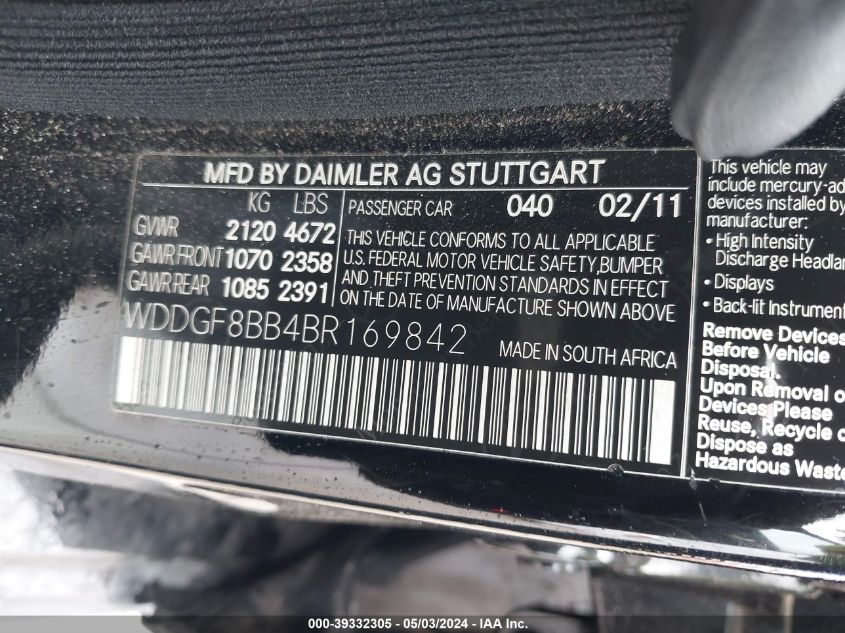 MFD BY DAIMLER AG STUTTGART
KG LBS
GVWR 2120 4672
GAWR FRONT 1070 2358
GAWR REAR 1085 2391
PASSENGER CAR 040 02/11
THIS VEHICLE CONFORMS TO ALL APPLICABLE
U.S. FEDERAL MOTOR VEHICLE SAFETY,BUMPER
AND THEFT PREVENTION STANDARDS IN EFFECT
ON THE DATE OF MANUFACTURE SHOWN ABOVE
WDDGF8BB4BR169842
MADE IN SOUTH AFRICA
This vehicle may
include mercury-ad
devices installed by
manufacturer:
• High Intensity
Discharge Headlam
• Displays
• Back-lit Instrument
Remove Devices
Before Vehicle
Disposal.
Upon Removal of
Devices Please
Reuse, Recycle o
Dispose as
Hazardous Waste
000-39332305 - 05/03/2024 - IAA Inc.